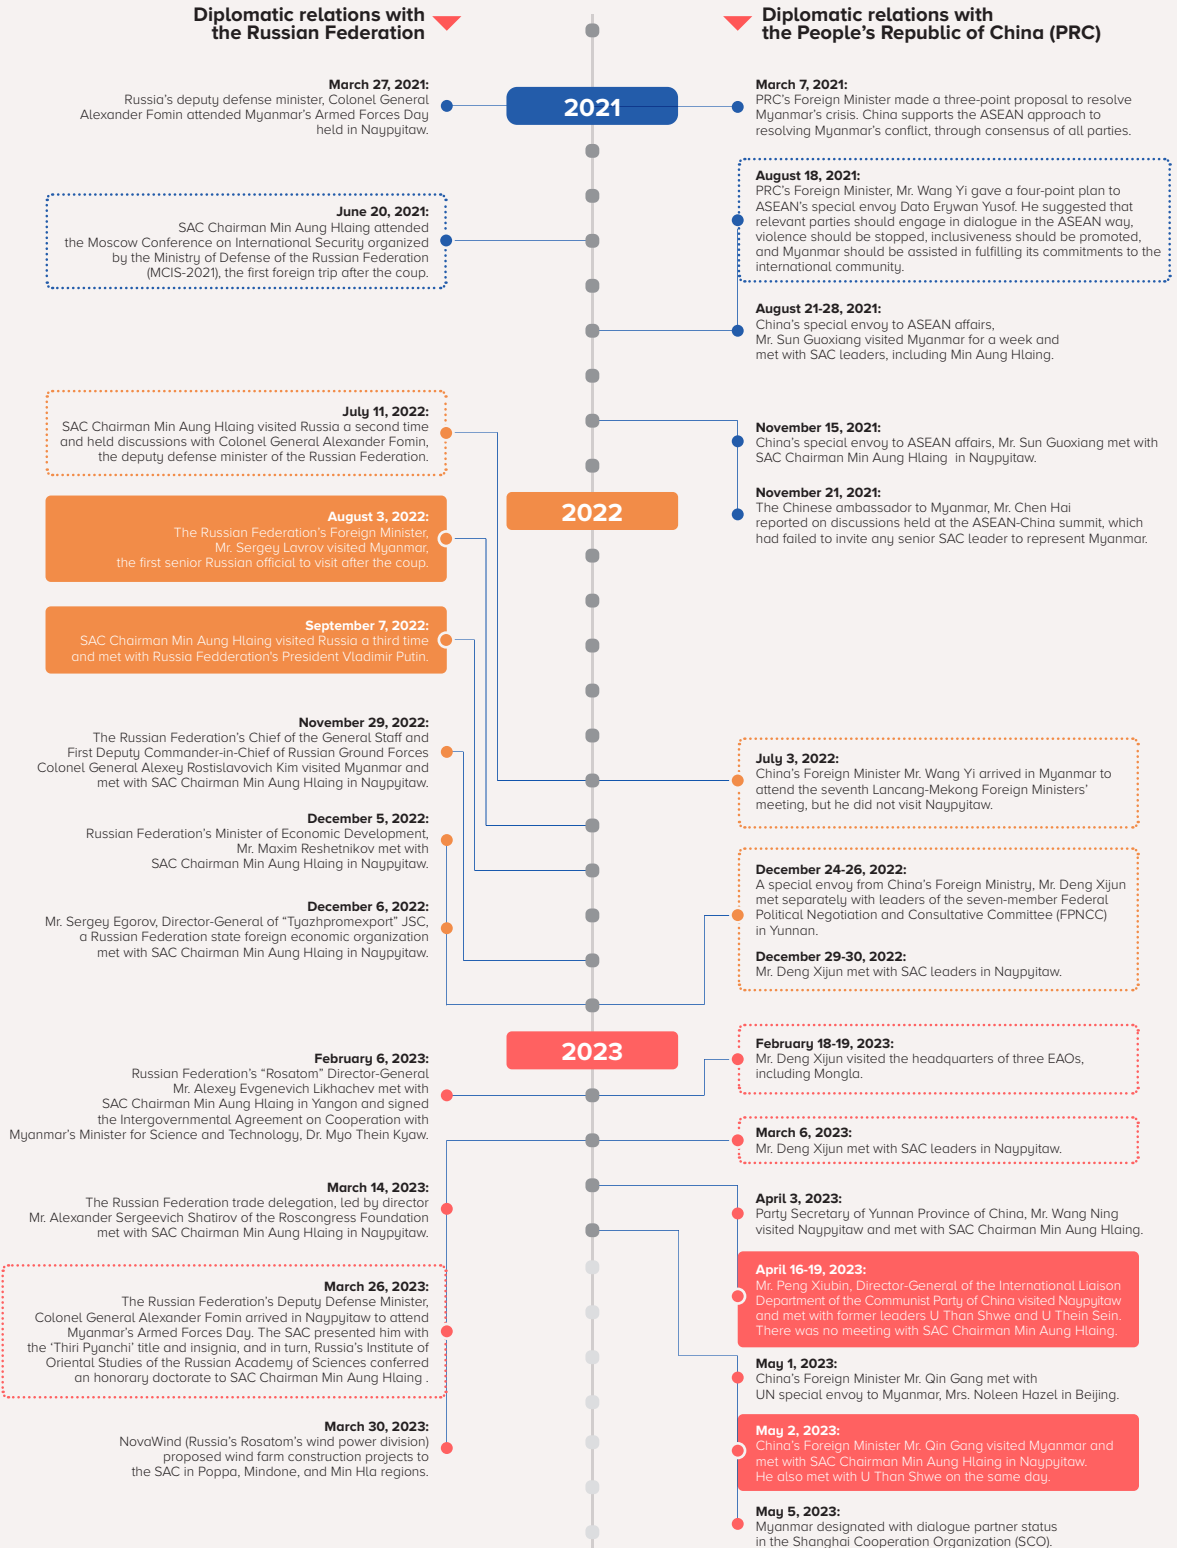 Diplomatic relations with
the Russian Federation
March 27, 2021:
Russia's deputy defense minister, Colonel General
Alexander Fomin attended Myanmar's Armed Forces Day
held in Naypyitaw.
June 20, 2021:
SAC Chairman Min Aung Hlaing attended
the Moscow Conference on International Security organized
by the Ministry of Defense of the Russian Federation
(MCIS-2021), the first foreign trip after the coup.
July 11, 2022:
SAC Chairman Min Aung Hlaing visited Russia a second time
and held discussions with Colonel General Alexander Fomin,
the deputy defense minister of the Russian Federation.
August 3, 2022:
The Russian Federation's Foreign Minister,
Mr. Sergey Lavrov visited Myanmar,
the first senior Russian official to visit after the coup.
September 7, 2022:
SAC Chairman Min Aung Hlaing visited Russia a third time
and met with Russia Fedderation's President Vladimir Putin.
November 29, 2022:
The Russian Federation's Chief of the General Staff and
First Deputy Commander-in-Chief of Russian Ground Forces
Colonel General Alexey Rostislavovich Kim visited Myanmar and
met with SAC Chairman Min Aung Hlaing in Naypyitaw.
December 5, 2022:
Russian Federation's Minister of Economic Development,
Mr. Maxim Reshetnikov met with
SAC Chairman Min Aung Hlaing in Naypyitaw.
December 6, 2022:
Mr. Sergey Egorov, Director-General of "Tyazhpromexport" JSC,
a Russian Federation state foreign economic organization
met with SAC Chairman Min Aung Hlaing in Naypyitaw.
February 6, 2023:
Russian Federation's "Rosatom" Director-General
Mr. Alexey Evgenevich Likhachev met with
SAC Chairman Min Aung Hlaing in Yangon and signed
the Intergovernmental Agreement on Cooperation with
Myanmar's Minister for Science and Technology, Dr. Myo Thein Kyaw.
March 14, 2023:
The Russian Federation trade delegation, led by director
Mr. Alexander Sergeevich Shatirov of the Roscongress Foundation
met with SAC Chairman Min Aung Hlaing in Naypyitaw.
March 26, 2023:
The Russian Federation's Deputy Defense Minister,
Colonel General Alexander Fomin arrived in Naypyitaw to attend
Myanmar's Armed Forces Day. The SAC presented him with
the 'Thiri Pyanchi' title and insignia, and in turn, Russia's Institute of
Oriental Studies of the Russian Academy of Sciences conferred
an honorary doctorate to SAC Chairman Min Aung Hlaing .
March 30, 2023:
NovaWind (Russia's Rosatom's wind power division)
proposed wind farm construction projects to
the SAC in Poppa, Mindone, and Min Hla regions.
2021
2022
2023
Diplomatic relations with
the People's Republic of China (PRC)
March 7, 2021:
PRC's Foreign Minister made a three-point proposal to resolve
Myanmar's crisis. China supports the ASEAN approach to
resolving Myanmar's conflict, through consensus of all parties.
August 18, 2021:
PRC's Foreign Minister, Mr. Wang Yi gave a four-point plan to
ASEAN's special envoy Dato Erywan Yusof. He suggested that
relevant parties should engage in dialogue in the ASEAN way,
violence should be stopped, inclusiveness should be promoted,
and Myanmar should be assisted in fulfilling its commitments to the
international community.
August 21-28, 2021:
China's special envoy to ASEAN affairs,
Mr. Sun Guoxiang visited Myanmar for a week and
met with SAC leaders, including Min Aung Hlaing.
November 15, 2021:
China's special envoy to ASEAN affairs, Mr. Sun Guoxiang met with
SAC Chairman Min Aung Hlaing in Naypyitaw.
November 21, 2021:
The Chinese ambassador to Myanmar, Mr. Chen Hai
reported on discussions held at the ASEAN-China summit, which
had failed to invite any senior SAC leader to represent Myanmar.
July 3, 2022:
China's Foreign Minister Mr. Wang Yi arrived in Myanmar to
attend the seventh Lancang-Mekong Foreign Ministers'
meeting, but he did not visit Naypyitaw.
December 24-26, 2022:
A special envoy from China's Foreign Ministry, Mr. Deng Xijun
met separately with leaders of the seven-member Federal
Political Negotiation and Consultative Committee (FPNCC)
in Yunnan.
December 29-30, 2022:
Mr. Deng Xijun met with SAC leaders in Naypyitaw.
February 18-19, 2023:
Mr. Deng Xijun visited the headquarters of three EAOs,
including Mongla.
March 6, 2023:
Mr. Deng Xijun met with SAC leaders in Naypyitaw.
April 3, 2023:
Party Secretary of Yunnan Province of China, Mr. Wang Ning
visited Naypyitaw and met with SAC Chairman Min Aung Hlaing.
April 16-19, 2023:
Mr. Peng Xiubin, Director-General of the International Liaison
Department of the Communist Party of China visited Naypyitaw
and met with former leaders U Than Shwe and U Thein Sein.
There was no meeting with SAC Chairman Min Aung Hlaing.
May 1, 2023:
China's Foreign Minister Mr. Qin Gang met with
UN special envoy to Myanmar, Mrs. Noleen Hazel in Beijing.
May 2, 2023:
China's Foreign Minister Mr. Qin Gang visited Myanmar and
met with SAC Chairman Min Aung Hlaing in Naypyitaw.
He also met with U Than Shwe on the same day.
May 5, 2023:
Myanmar designated with dialogue partner status
in the Shanghai Cooperation Organization (SCO).